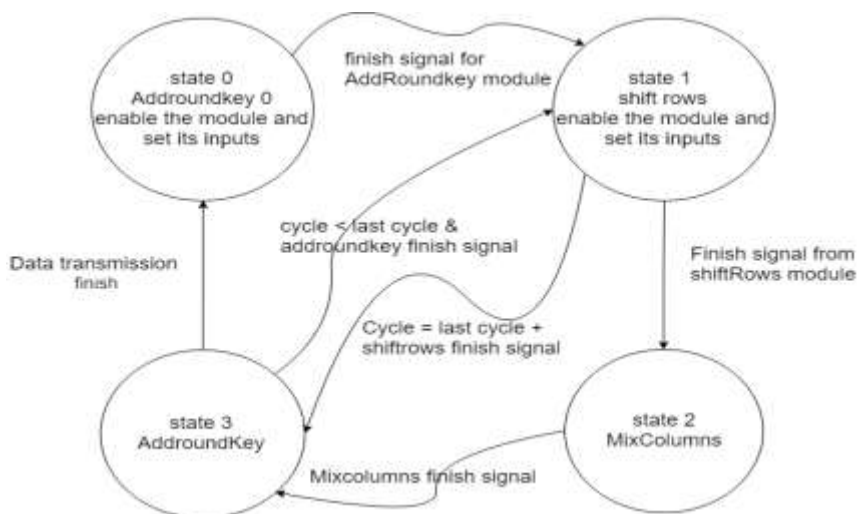 state 0
Addroundkey 0
enable the module and
set its inputs
finish signal for
AddRoundkey module
state 1
shift rows
enable the module and
set its inputs
cycle < last cycle &
addroundkey finish signal
Data transmission
finish
Finish signal from
shiftRows module
Cycle = last cycle +
shiftrows finish signal
state 3
AddroundKey
state 2
MixColumns
Mixcolumns finish signal